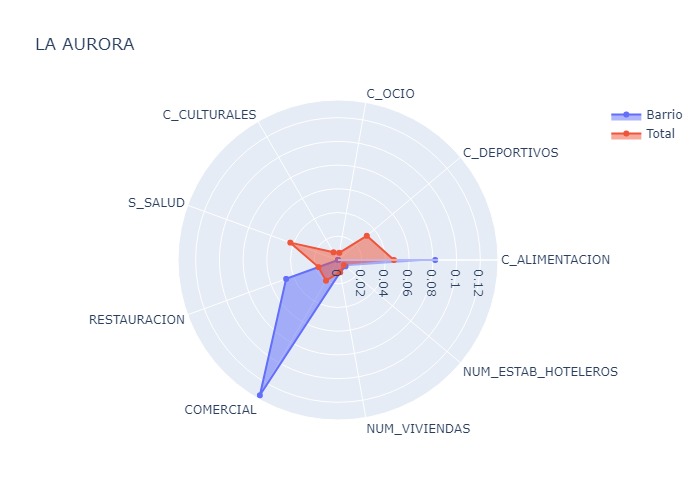 LA AURORA
C_OCIO
C_CULTURALES
Barrio
Total
C_DEPORTIVOS
S_SALUD
C_ALIMENTACION
0
0.02
0.04
0.06
0.08
0.1
0.12
RESTAURACION
NUM_ESTAB_HOTELEROS
COMERCIAL
NUM_VIVIENDAS